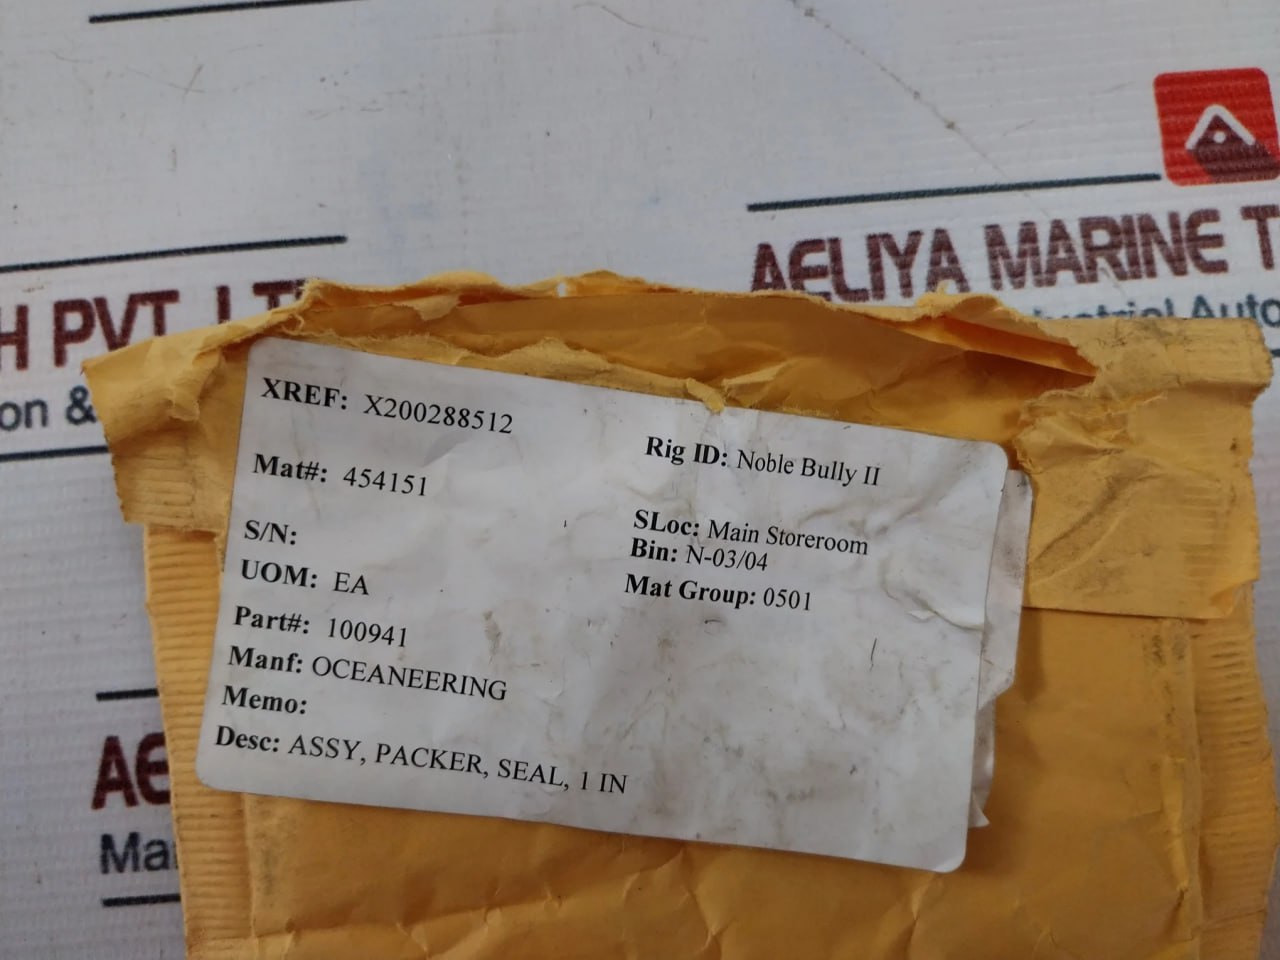 AELIYA MARINE T
H PVT. LT
ustrial Auto
on &
XREF: X200288512
Mat#: 454151
S/N:
UOM: EA
Part#: 100941
Manf: OCEANEERING
Memo:
Desc: ASSY, PACKER, SEAL, 1 IN
Rig ID: Noble Bully II
SLoc: Main Storeroom
Bin: N-03/04
Mat Group: 0501
AE
Ma